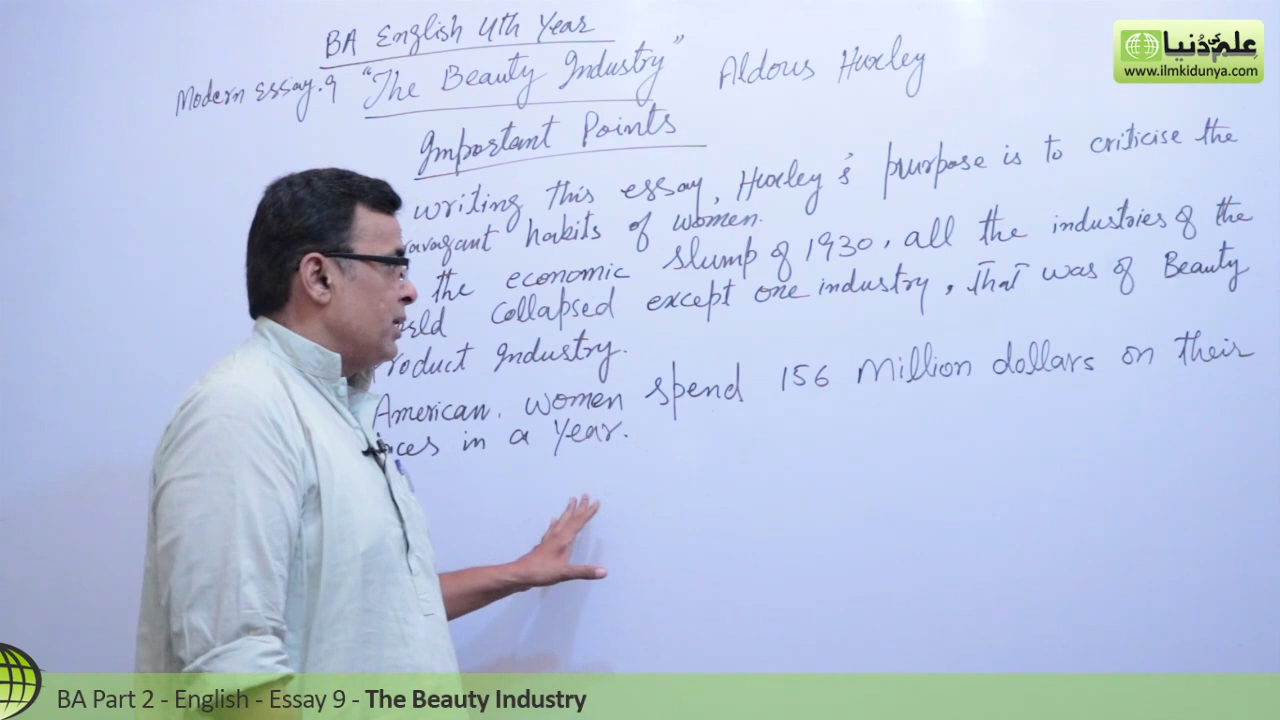 BA English 4th Year
Modern Essay.9 "The Beauty Industry" Aldous Huxley
Important Points
writing this essay, Huxley's purpose is to criticise the
habits of women.
the economic slump of 1930, all the industries of the
collapsed except one industry, That was of Beauty
Product Industry.
American. women spend 156 Million dollars on their
in a Year.
علم کی دُنیا
www.ilmkidunya.com
BA Part 2 - English - Essay 9 - The Beauty Industry